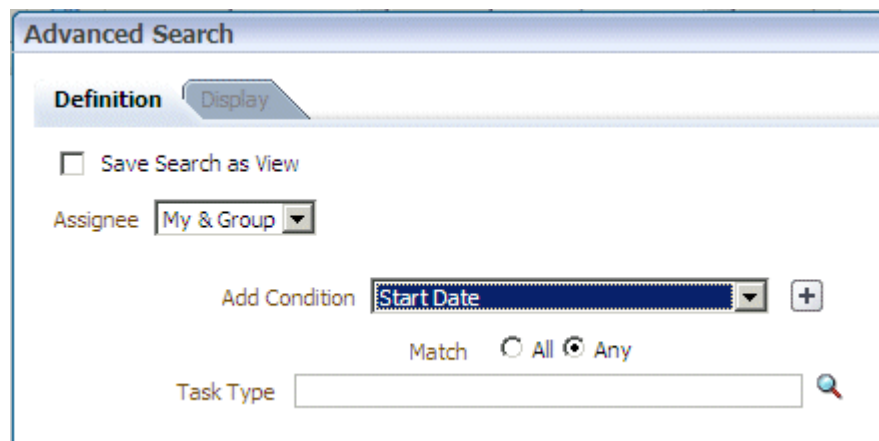 Advanced Search
Definition Display
Save Search as View
Assignee My & Group
Add Condition Start Date
Match All Any
Task Type